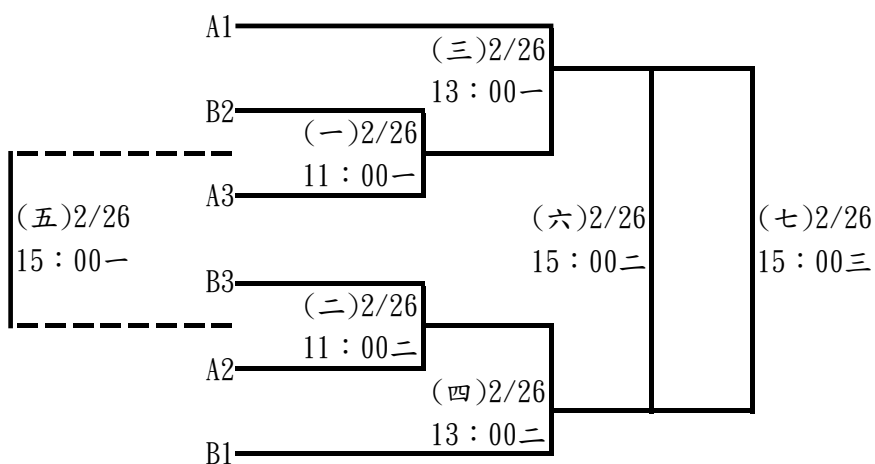 A1
(三)2/26
13：00一
B2
(一)2/26
11：00一
A3
(五)2/26
15：00一
(六)2/26
15：00二
(七)2/26
15：00三
B3
(二)2/26
11：00二
A2
(四)2/26
13：00二
B1